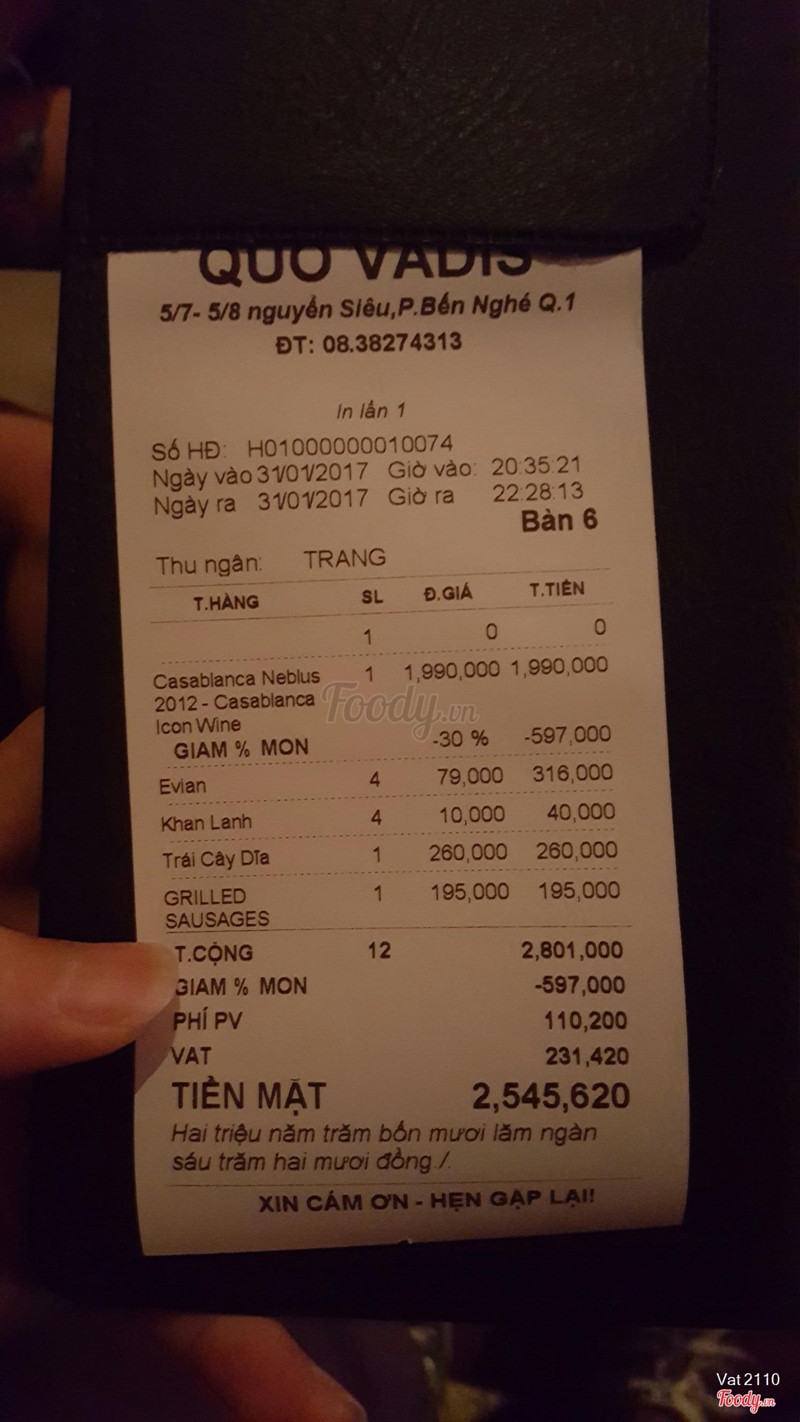 QUO VADIS
5/7- 5/8 nguyển Siêu,P.Bến Nghé Q.1
ĐT: 08.38274313
In lần 1
Số HĐ: H01000000010074
Ngày vào 31/01/2017 Giờ vào: 20:35:21
Ngày ra 31/01/2017 Giờ ra 22:28:13
Bàn 6
Thu ngân: TRANG
T.HÀNG SL Đ.GIÁ T.TIỀN
1 0 0
Casablanca Neblus 1 1,990,000 1,990,000
2012 - Casablanca
Icon Wine
GIAM % MON -30 % -597,000
Evian 4 79,000 316,000
Khan Lanh 4 10,000 40,000
Trái Cây Dĩa 1 260,000 260,000
GRILLED 1 195,000 195,000
SAUSAGES
T.CỘNG 12 2,801,000
GIAM % MON -597,000
PHÍ PV 110,200
VAT 231,420
TIỀN MẶT 2,545,620
Hai triệu năm trăm bốn mươi lăm ngàn
sáu trăm hai mươi đồng /.
XIN CÁM ƠN - HẸN GẶP LẠI!
Foody.vn
Vat2110
Foody.vn